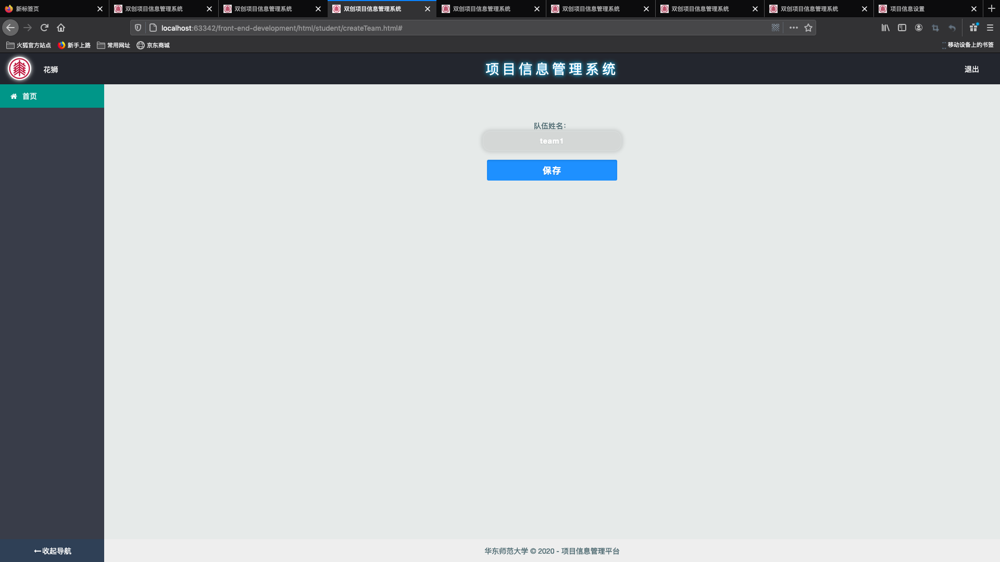 新标签页
双创项目信息管理系统
双创项目信息管理系统
双创项目信息管理系统
双创项目信息管理系统
双创项目信息管理系统
双创项目信息管理系统
双创项目信息管理系统
项目信息设置
localhost:63342/front-end-development/html/student/createTeam.html#
火狐官方站点
新手上路
常用网址
京东商城
移动设备上的书签
花狮
项目信息管理系统
退出
首页
队伍姓名：
team1
保存
收起导航
华东师范大学 © 2020 - 项目信息管理平台